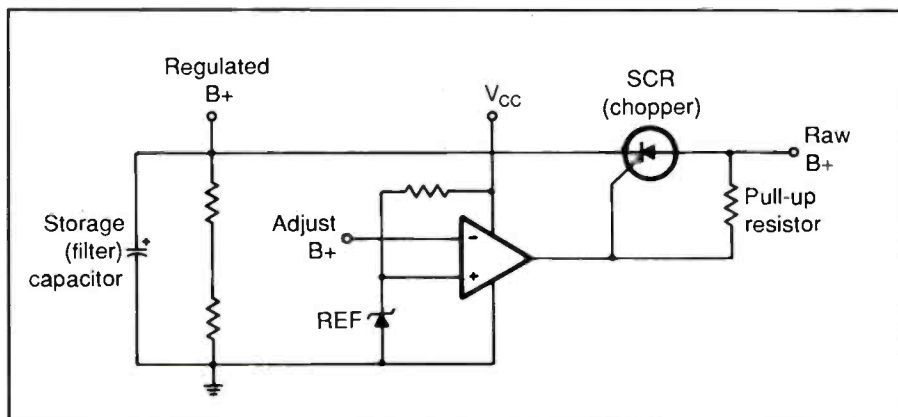 Regulated
B+
VCC
SCR
(chopper)
Raw
B+
Pull-up
resistor
Storage
(filter)
capacitor
+
Adjust
B+
-
+
REF